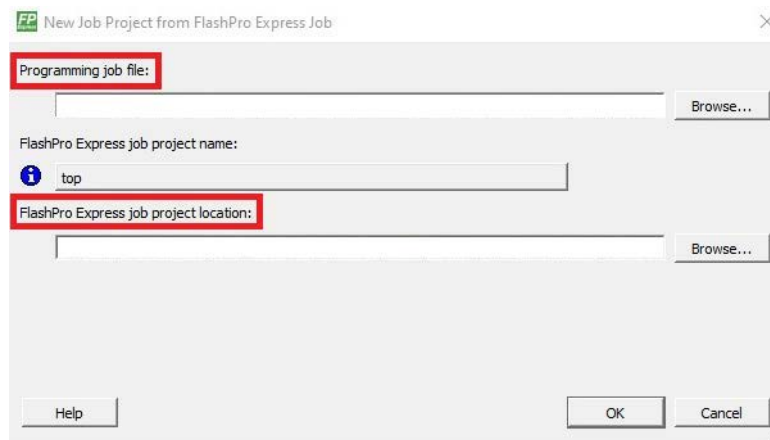 FP
Express
New Job Project from FlashPro Express Job
Programming job file:
Browse...
FlashPro Express job project name:
top
FlashPro Express job project location:
Browse...
Help
OK
Cancel